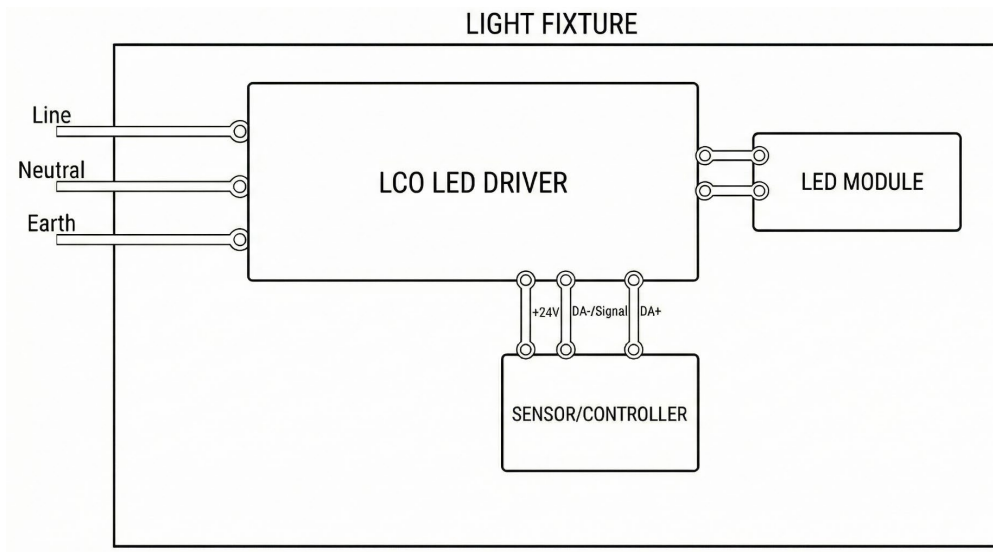 LIGHT FIXTURE
Line
Neutral
Earth
LCO LED DRIVER
LED MODULE
+24V
DA-/Signal
DA+
SENSOR/CONTROLLER